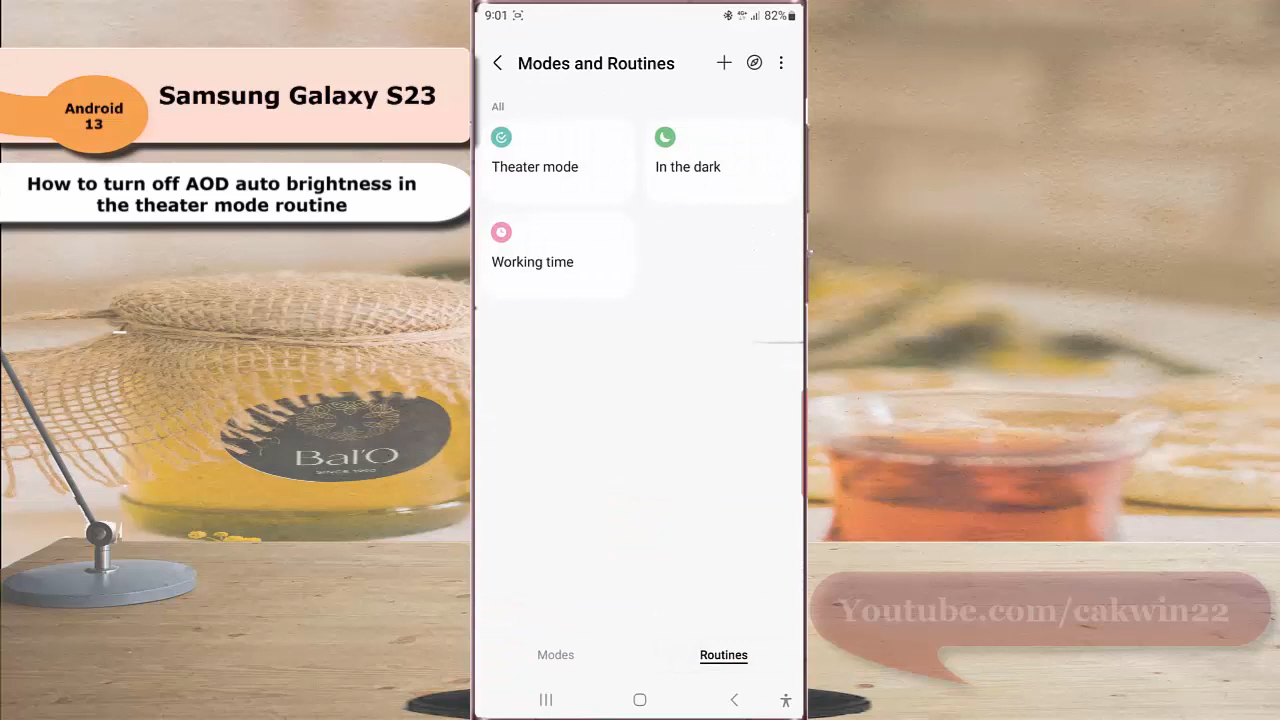 Samsung Galaxy S23
Android
13
How to turn off AOD auto brightness in
the theater mode routine
9:01
82%
Modes and Routines
All
Theater mode
In the dark
Working time
Modes
Routines
Bal'O
Youtube.com/cakwin22